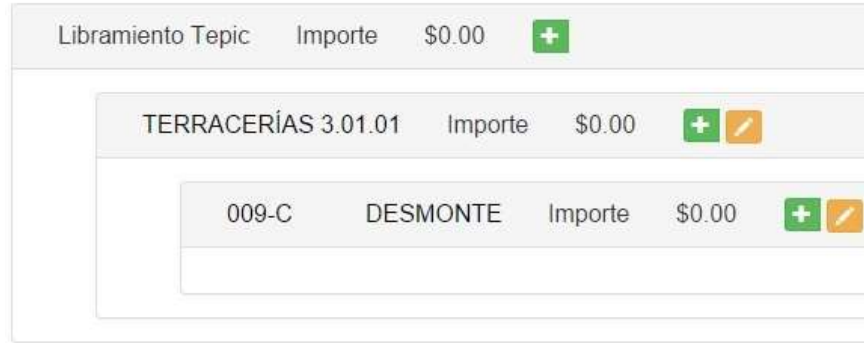 Libramiento Tepic Importe $0.00
TERRACERÍAS 3.01.01 Importe $0.00
009-C DESMONTE Importe $0.00